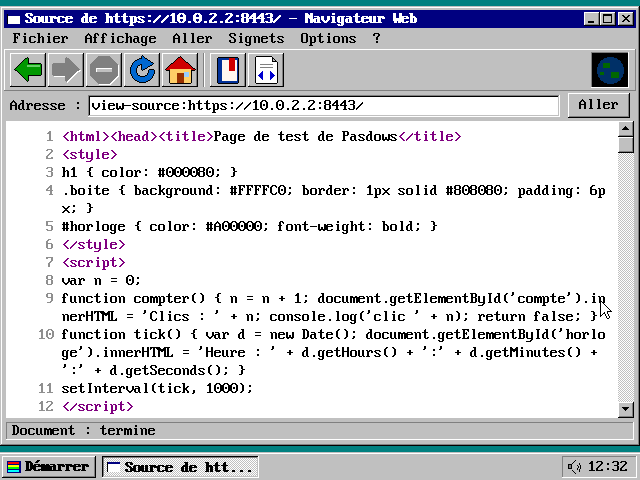 Source de https://10.0.2.2:8443/ - Navigateur Web
Fichier Affichage Aller Signets Options ?
Adresse : view-source:https://10.0.2.2:8443/ Aller
1 <html><head><title>Page de test de Pasdows</title>
2 <style>
3 h1 { color: #000080; }
4 .boite { background: #FFFFC0; border: 1px solid #808080; padding: 6p
x; }
5 #horloge { color: #A00000; font-weight: bold; }
6 </style>
7 <script>
8 var n = 0;
9 function compter() { n = n + 1; document.getElementById('compte').in
nerHTML = 'Clics : ' + n; console.log('clic ' + n); return false; }
10 function tick() { var d = new Date(); document.getElementById('horlo
ge').innerHTML = 'Heure : ' + d.getHours() + ':' + d.getMinutes() +
':' + d.getSeconds(); }
11 setInterval(tick, 1000);
12 </script>
Document : termine
Démarrer Source de htt... 12:32